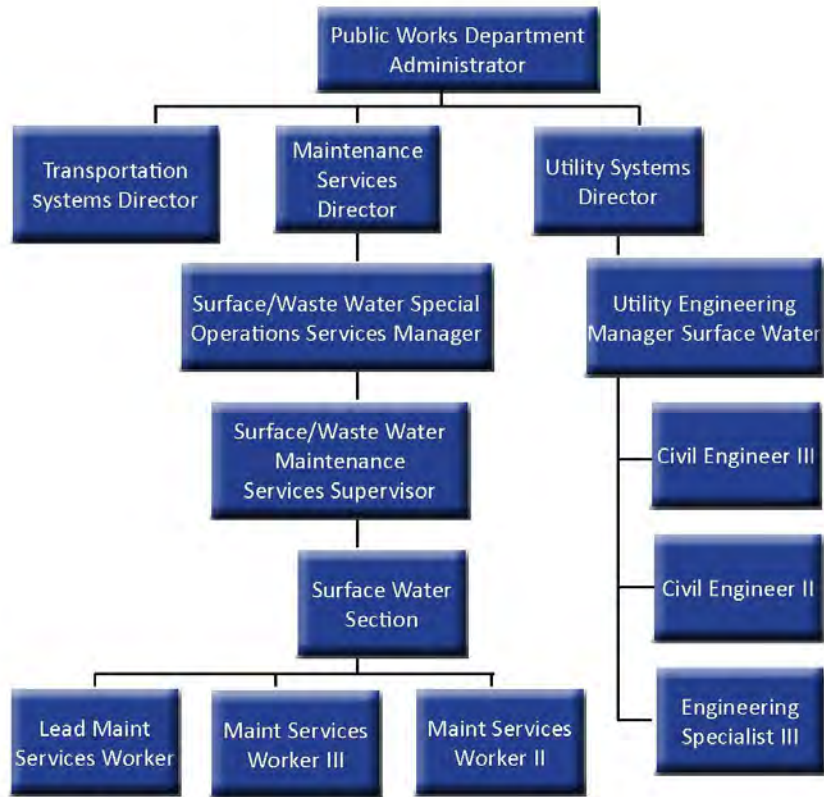 Public Works Department
Administrator
Transportation
systems Director
Maintenance
Services
Director
Utility Systems
Director
Surface/Waste Water Special
Operations Services Manager
Utility Engineering
Manager Surface Water
Surface/Waste Water
Maintenance
Services Supervisor
Civil Engineer III
Surface Water
Section
Civil Engineer II
Lead Maint
Services Worker
Maint Services
Worker III
Maint Services
Worker II
Engineering
Specialist III